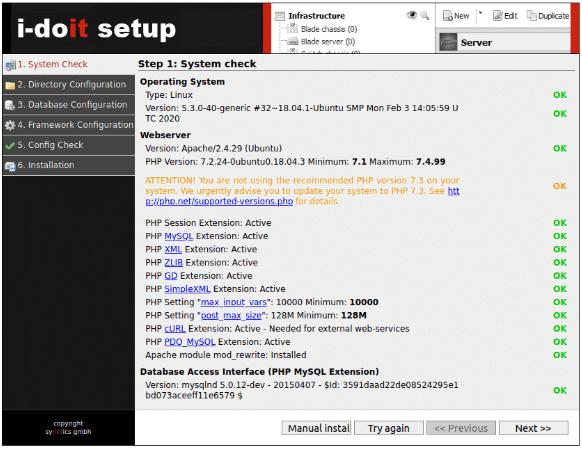 i-doit setup
Infrastructure
Blade chassis (0)
Blade server (0)
New
Edit
Duplicate
Server
1. System Check
2. Directory Configuration
3. Database Configuration
4. Framework Configuration
5. Config Check
6. Installation
Step 1: System check
Operating System
Type: Linux OK
Version: 5.3.0-40-generic #32~18.04.1-Ubuntu SMP Mon Feb 3 14:05:59 U
TC 2020 OK
Webserver
Version: Apache/2.4.29 (Ubuntu) OK
PHP Version: 7.2.24-0ubuntu0.18.04.3 Minimum: 7.1 Maximum: 7.4.99
ATTENTION! You are not using the recommended PHP version 7.3 on your
system. We urgently advise you to update your system to PHP 7.3. See htt OK
p://php.net/supported-versions.php for details.
PHP Session Extension: Active OK
PHP MySQL Extension: Active OK
PHP XML Extension: Active OK
PHP ZLIB Extension: Active OK
PHP GD Extension: Active OK
PHP SimpleXML Extension: Active OK
PHP Setting "max_input_vars": 10000 Minimum: 10000 OK
PHP Setting "post_max_size": 128M Minimum: 128M OK
PHP cURL Extension: Active - Needed for external web-services OK
PHP PDO_MySQL Extension: Active OK
Apache module mod_rewrite: Installed OK
Database Access Interface (PHP MySQL Extension)
Version: mysqlnd 5.0.12-dev - 20150407 - $Id: 3591daad22de08524295e1
bd073aceeff11e6579 $ OK
copyright
synetics gmbh
Manual instal
Try again
<< Previous
Next >>